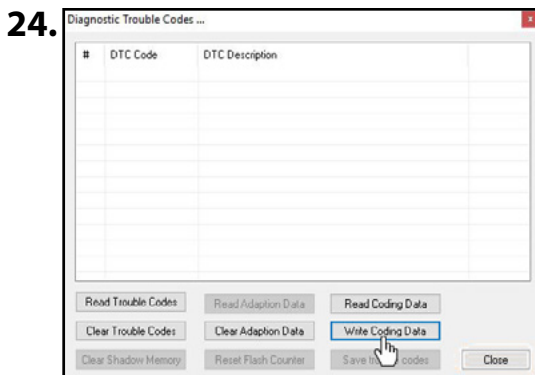 24.
Diagnostic Trouble Codes ...
x
# DTC Code DTC Description
Read Trouble Codes Read Adaption Data Read Coding Data
Clear Trouble Codes Clear Adaption Data Write Coding Data
Clear Shadow Memory Reset Flash Counter Save codes Close